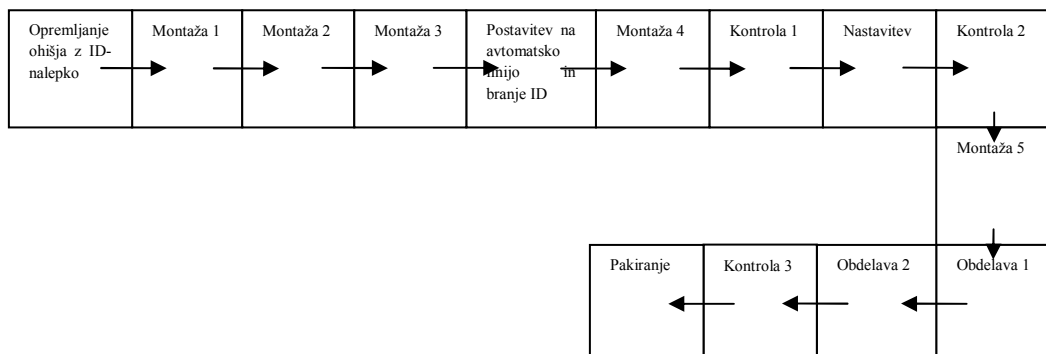 Opremljanje
ohišja z ID-
nalepko
Montaža 1
Montaža 2
Montaža 3
Postavitev na
avtomatsko
linijo in
branje ID
Montaža 4
Kontrola 1
Nastavitev
Kontrola 2
Montaža 5
Obdelava 1
Obdelava 2
Kontrola 3
Pakiranje